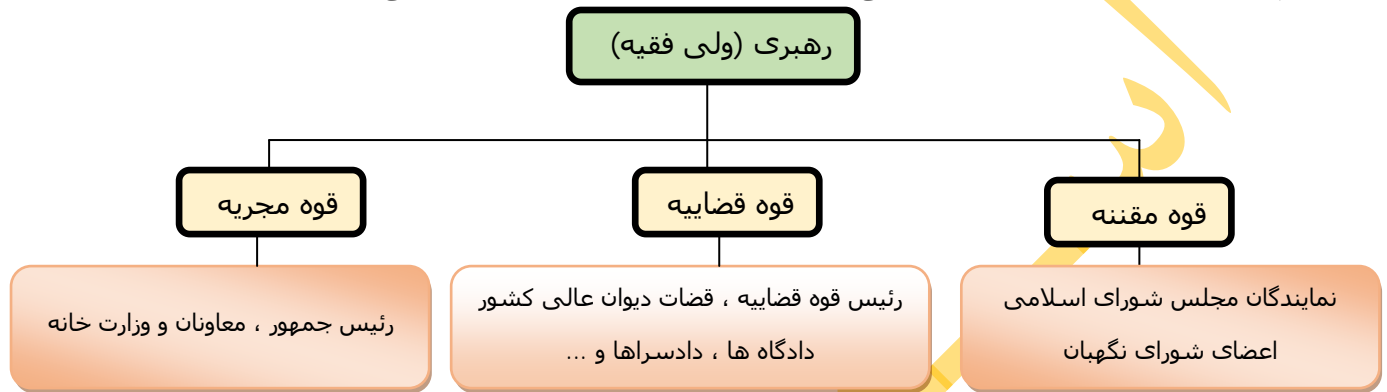 رهبری (ولی فقیه)
قوه مقننه
قوه قضاییه
قوه مجریه
نمایندگان مجلس شورای اسلامی
اعضای شورای نگهبان
رئیس قوه قضاییه ، قضات دیوان عالی کشور
دادگاه ها ، دادسراها و ...
رئیس جمهور ، معاونان و وزارت خانه